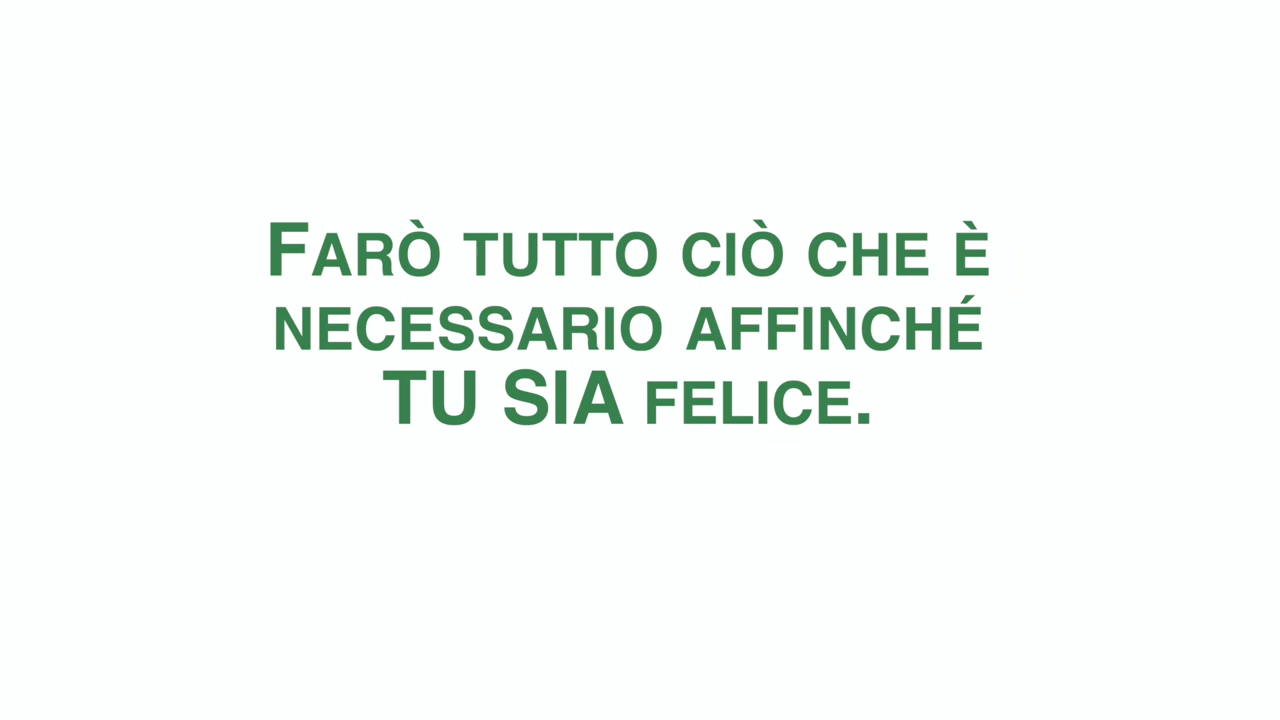 Farò tutto ciò che è
necessario affinché
TU SIA felice.